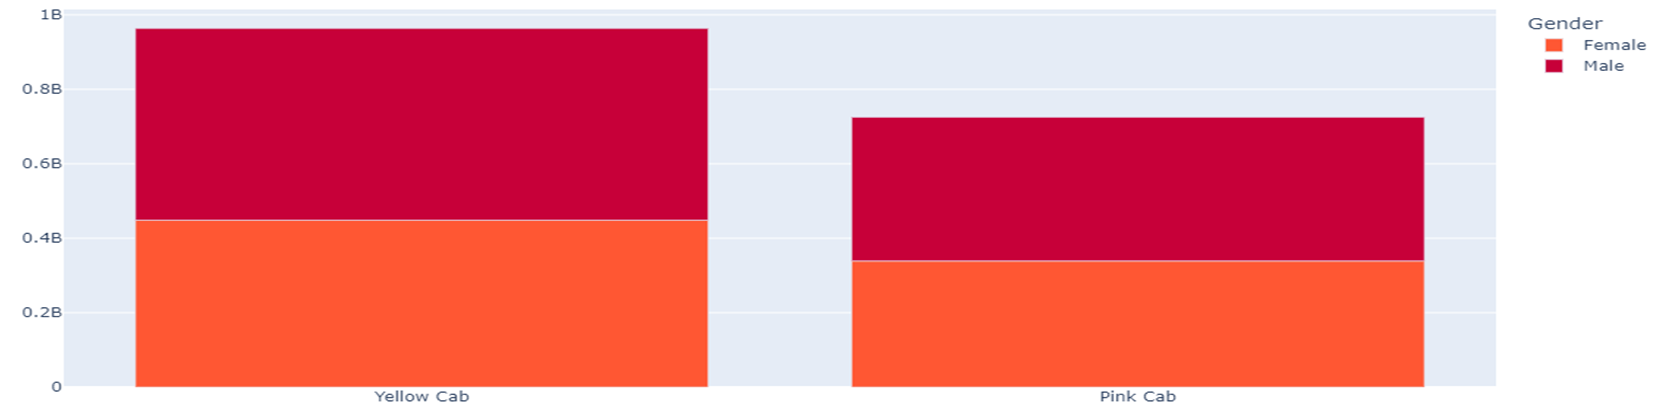 1B
0.8B
0.6B
0.4B
0.2B
0
Yellow Cab
Pink Cab
Gender
Female
Male